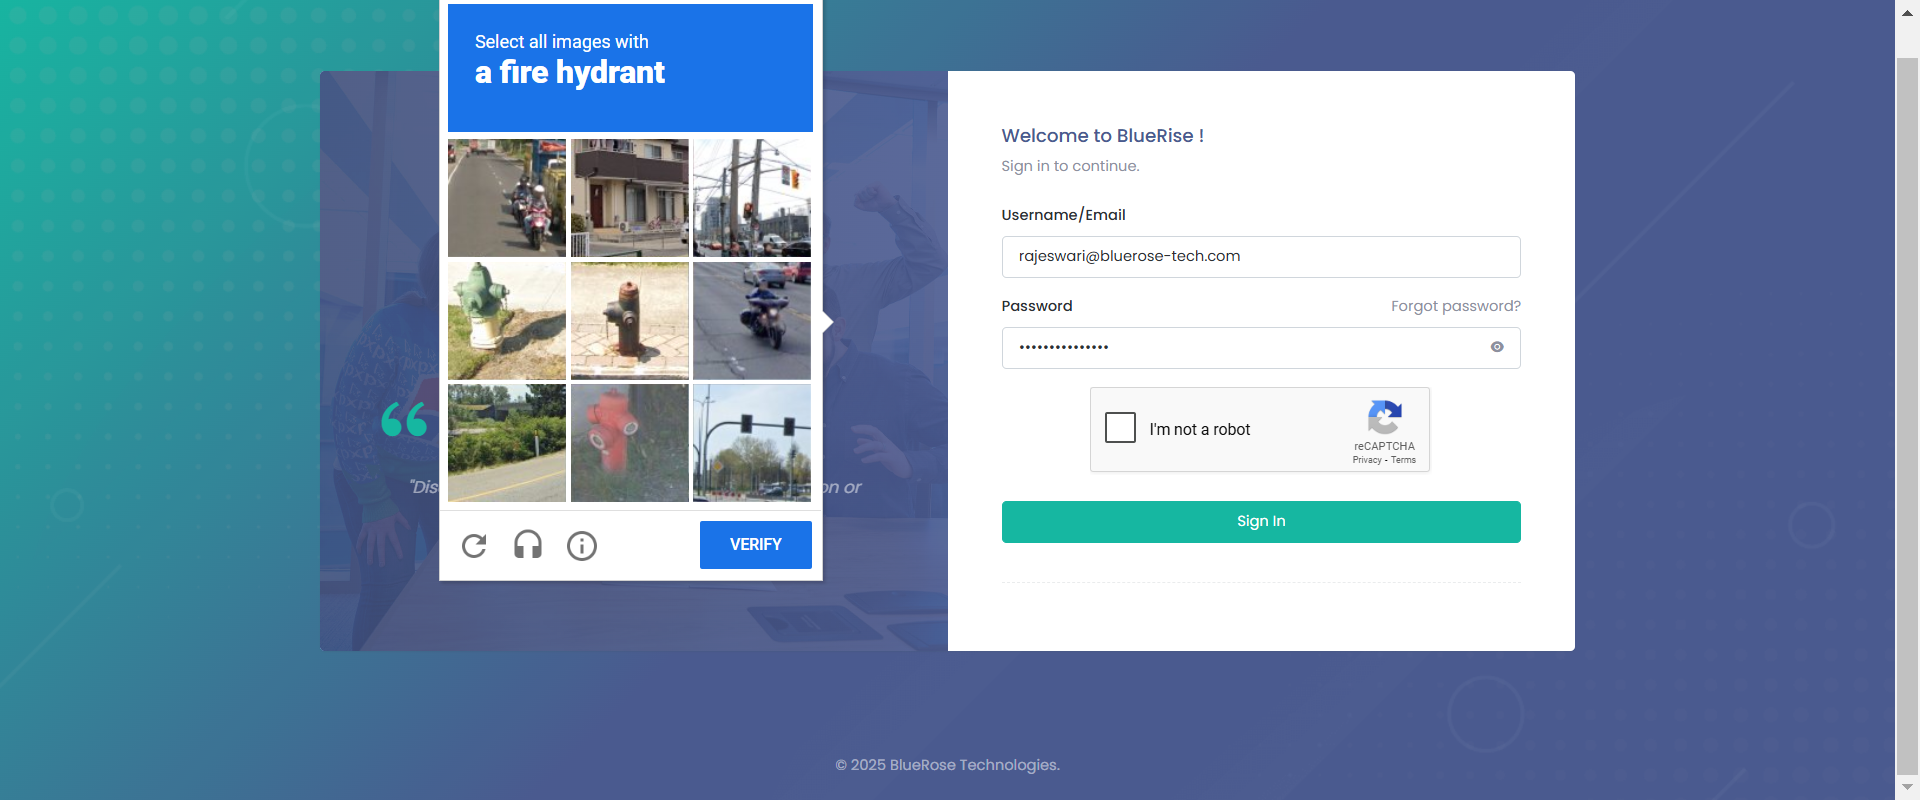 Select all images with
a fire hydrant
VERIFY
"Dis
on or
Welcome to BlueRise !
Sign in to continue.
Username/Email
rajeswari@bluerose-tech.com
Password
Forgot password?
•••••••••••••••
I'm not a robot
reCAPTCHA
Privacy - Terms
Sign In
© 2025 BlueRose Technologies.